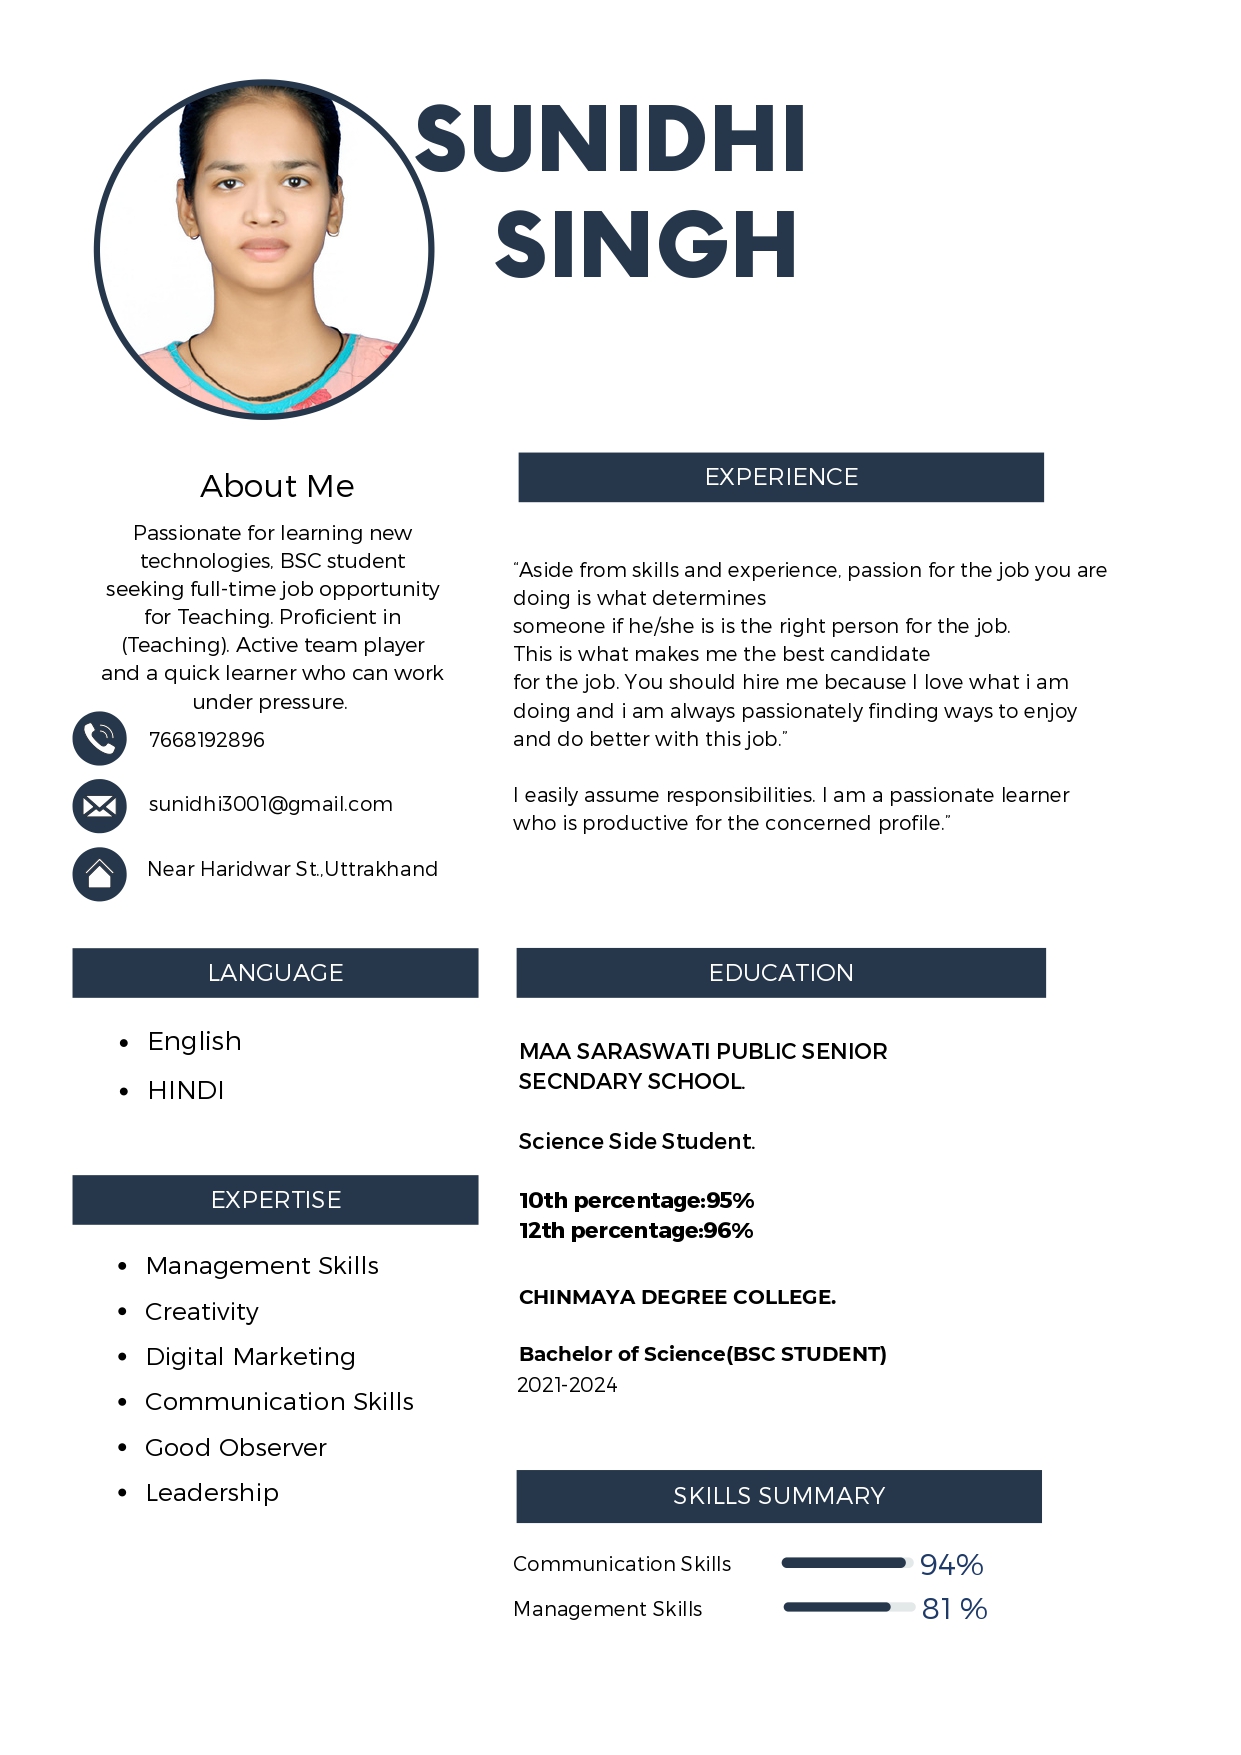 SUNIDHI
SINGH
About Me
Passionate for learning new
technologies, BSC student
seeking full-time job opportunity
for Teaching. Proficient in
(Teaching). Active team player
and a quick learner who can work
under pressure.
7668192896
sunidhi3001@gmail.com
Near Haridwar St.,Uttrakhand
EXPERIENCE
“Aside from skills and experience, passion for the job you are
doing is what determines
someone if he/she is is the right person for the job.
This is what makes me the best candidate
for the job. You should hire me because I love what i am
doing and i am always passionately finding ways to enjoy
and do better with this job.”
I easily assume responsibilities. I am a passionate learner
who is productive for the concerned profile.”
LANGUAGE
• English
• HINDI
EXPERTISE
• Management Skills
• Creativity
• Digital Marketing
• Communication Skills
• Good Observer
• Leadership
EDUCATION
MAA SARASWATI PUBLIC SENIOR
SECNDARY SCHOOL.
Science Side Student.
10th percentage:95%
12th percentage:96%
CHINMAYA DEGREE COLLEGE.
Bachelor of Science(BSC STUDENT)
2021-2024
SKILLS SUMMARY
Communication Skills 94%
Management Skills 81 %